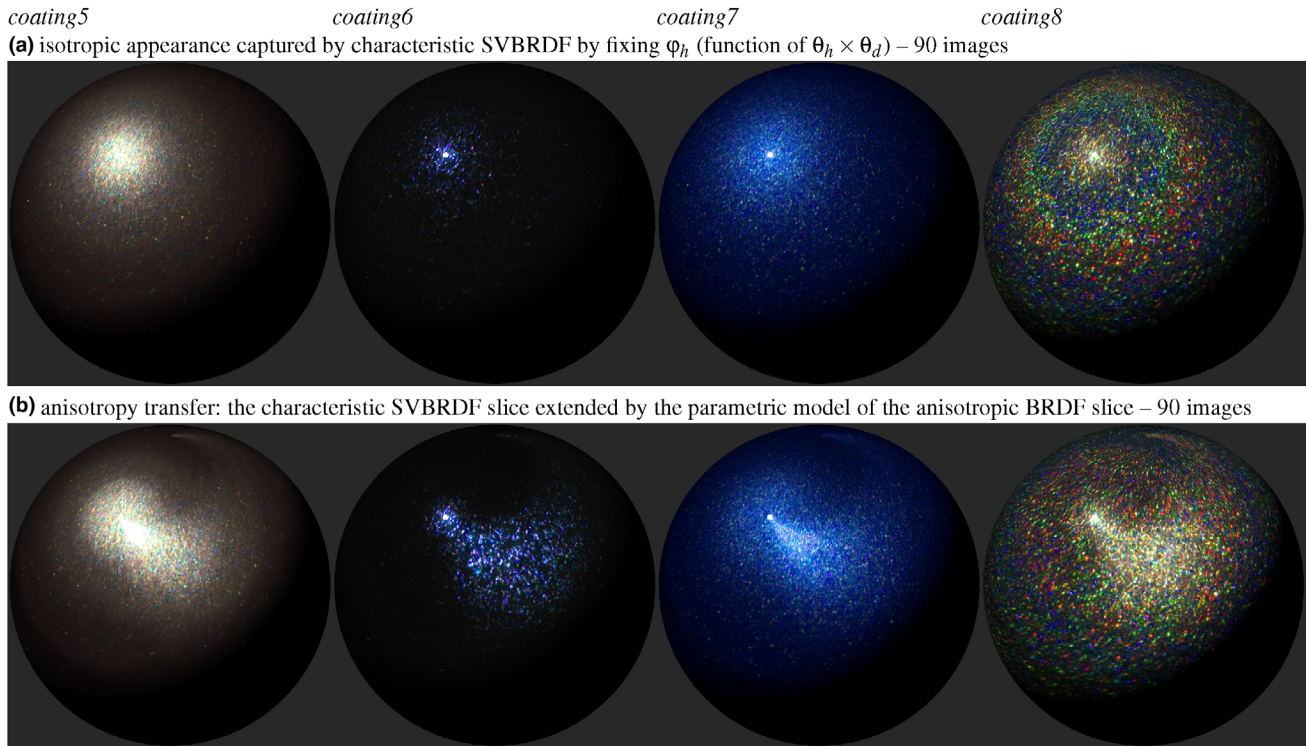 coating5 coating6 coating7 coating8
(a) isotropic appearance captured by characteristic SVBRDF by fixing φₕ (function of θₕ × θ_d) – 90 images
(b) anisotropy transfer: the characteristic SVBRDF slice extended by the parametric model of the anisotropic BRDF slice – 90 images